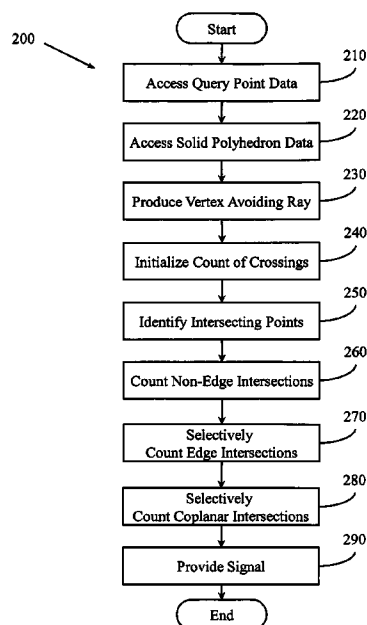 200
Start
210
Access Query Point Data
220
Access Solid Polyhedron Data
230
Produce Vertex Avoiding Ray
240
Initialize Count of Crossings
250
Identify Intersecting Points
260
Count Non-Edge Intersections
270
Selectively
Count Edge Intersections
280
Selectively
Count Coplanar Intersections
290
Provide Signal
End